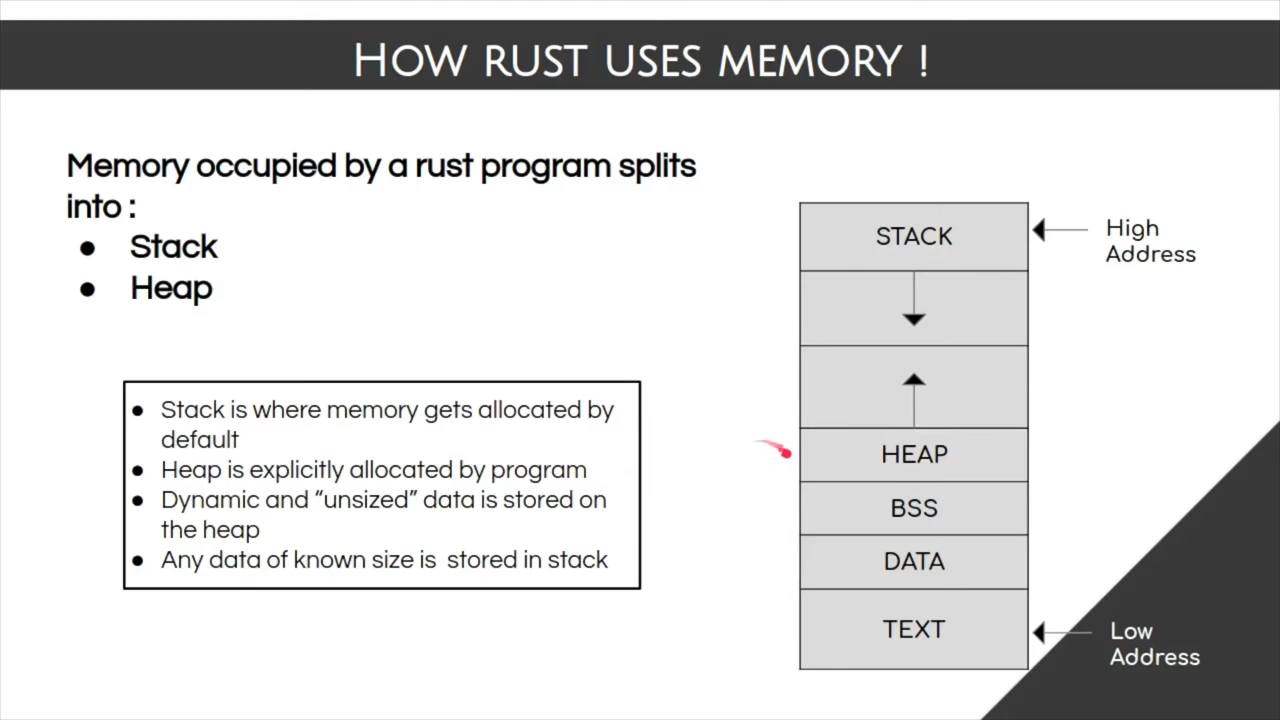 HOW RUST USES MEMORY !
Memory occupied by a rust program splits
into :
● Stack
● Heap
● Stack is where memory gets allocated by
default
● Heap is explicitly allocated by program
● Dynamic and “unsized” data is stored on
the heap
● Any data of known size is stored in stack
STACK
HEAP
BSS
DATA
TEXT
High
Address
Low
Address